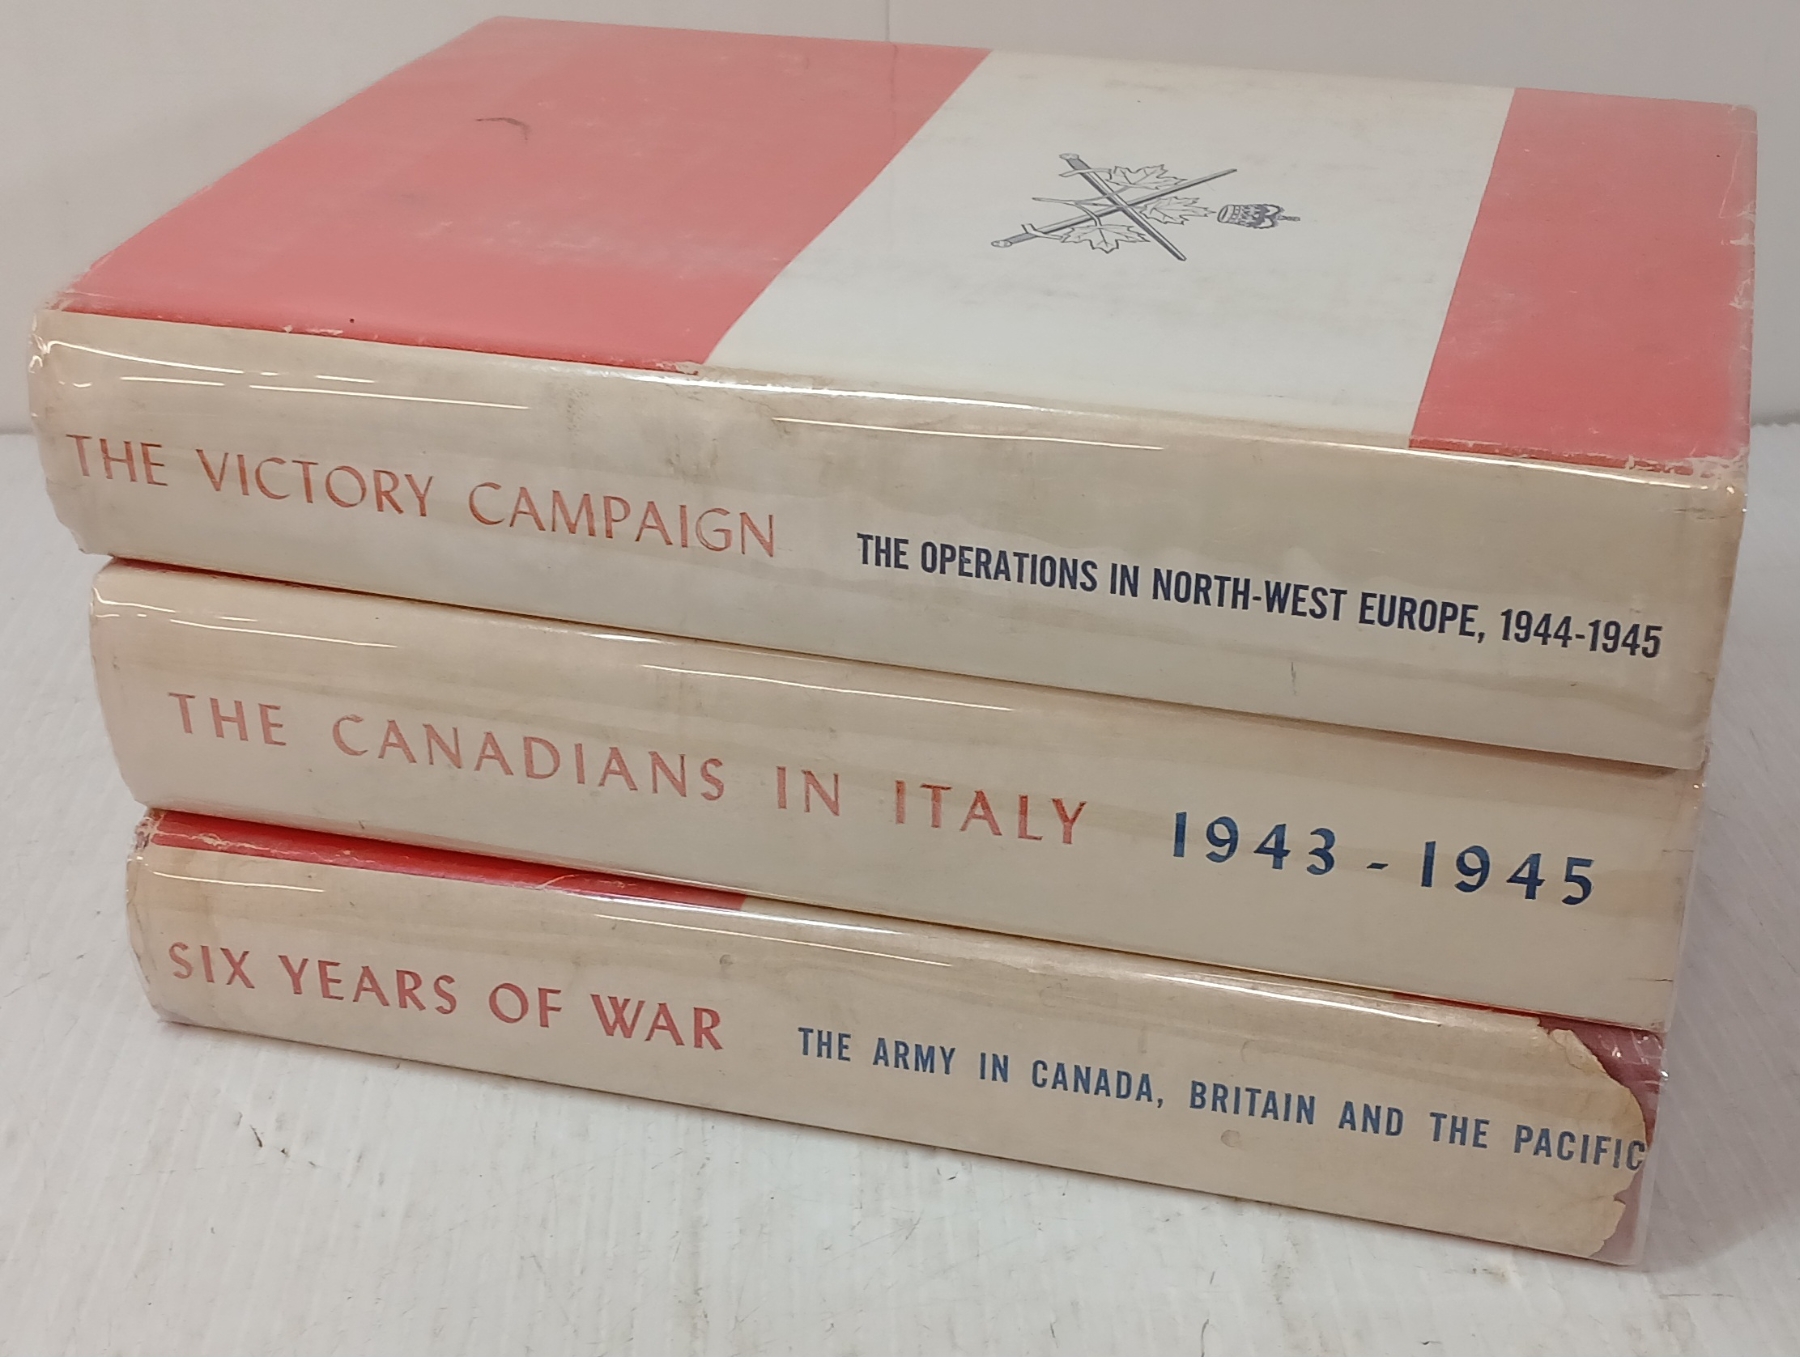 THE VICTORY CAMPAIGN THE OPERATIONS IN NORTH-WEST EUROPE, 1944-1945
THE CANADIANS IN ITALY 1943-1945
SIX YEARS OF WAR THE ARMY IN CANADA, BRITAIN AND THE PACIFIC